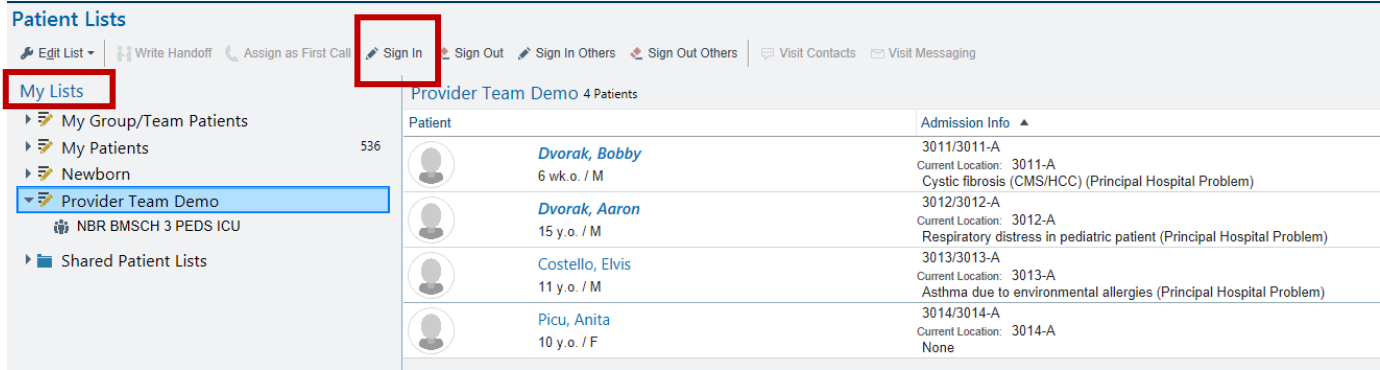 Patient Lists
Edit List Write Handoff Assign as First Call Sign In Sign Out Sign In Others Sign Out Others Visit Contacts Visit Messaging
My Lists
My Group/Team Patients
My Patients 536
Newborn
Provider Team Demo
NBR BMSCH 3 PEDS ICU
Shared Patient Lists
Provider Team Demo 4 Patients
Patient Admission Info
Dvorak, Bobby
6 wk.o. / M
3011/3011-A
Current Location: 3011-A
Cystic fibrosis (CMS/HCC) (Principal Hospital Problem)
Dvorak, Aaron
15 y.o. / M
3012/3012-A
Current Location: 3012-A
Respiratory distress in pediatric patient (Principal Hospital Problem)
Costello, Elvis
11 y.o. / M
3013/3013-A
Current Location: 3013-A
Asthma due to environmental allergies (Principal Hospital Problem)
Picu, Anita
10 y.o. / F
3014/3014-A
Current Location: 3014-A
None